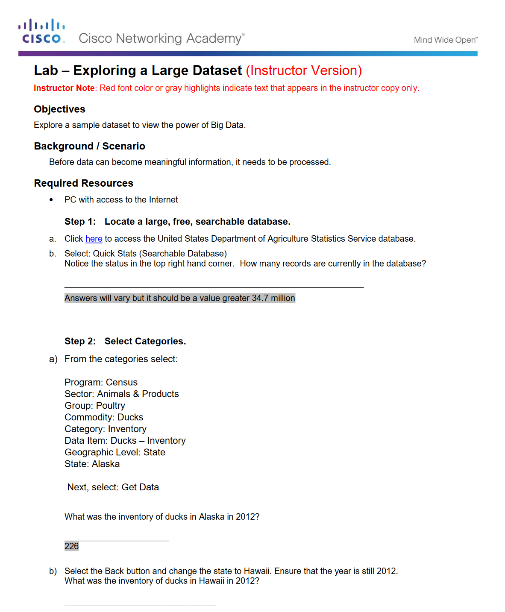 CISCO. Cisco Networking Academy®
Mind Wide Open®
Lab – Exploring a Large Dataset (Instructor Version)
Instructor Note: Red font color or gray highlights indicate text that appears in the instructor copy only.
Objectives
Explore a sample dataset to view the power of Big Data.
Background / Scenario
Before data can become meaningful information, it needs to be processed.
Required Resources
• PC with access to the Internet
Step 1: Locate a large, free, searchable database.
a. Click here to access the United States Department of Agriculture Statistics Service database.
b. Select: Quick Stats (Searchable Database)
Notice the status in the top right hand corner. How many records are currently in the database?
Answers will vary but it should be a value greater 34.7 million
Step 2: Select Categories.
a) From the categories select:
Program: Census
Sector: Animals & Products
Group: Poultry
Commodity: Ducks
Category: Inventory
Data Item: Ducks – Inventory
Geographic Level: State
State: Alaska
Next, select: Get Data
What was the inventory of ducks in Alaska in 2012?
226
b) Select the Back button and change the state to Hawaii. Ensure that the year is still 2012.
What was the inventory of ducks in Hawaii in 2012?